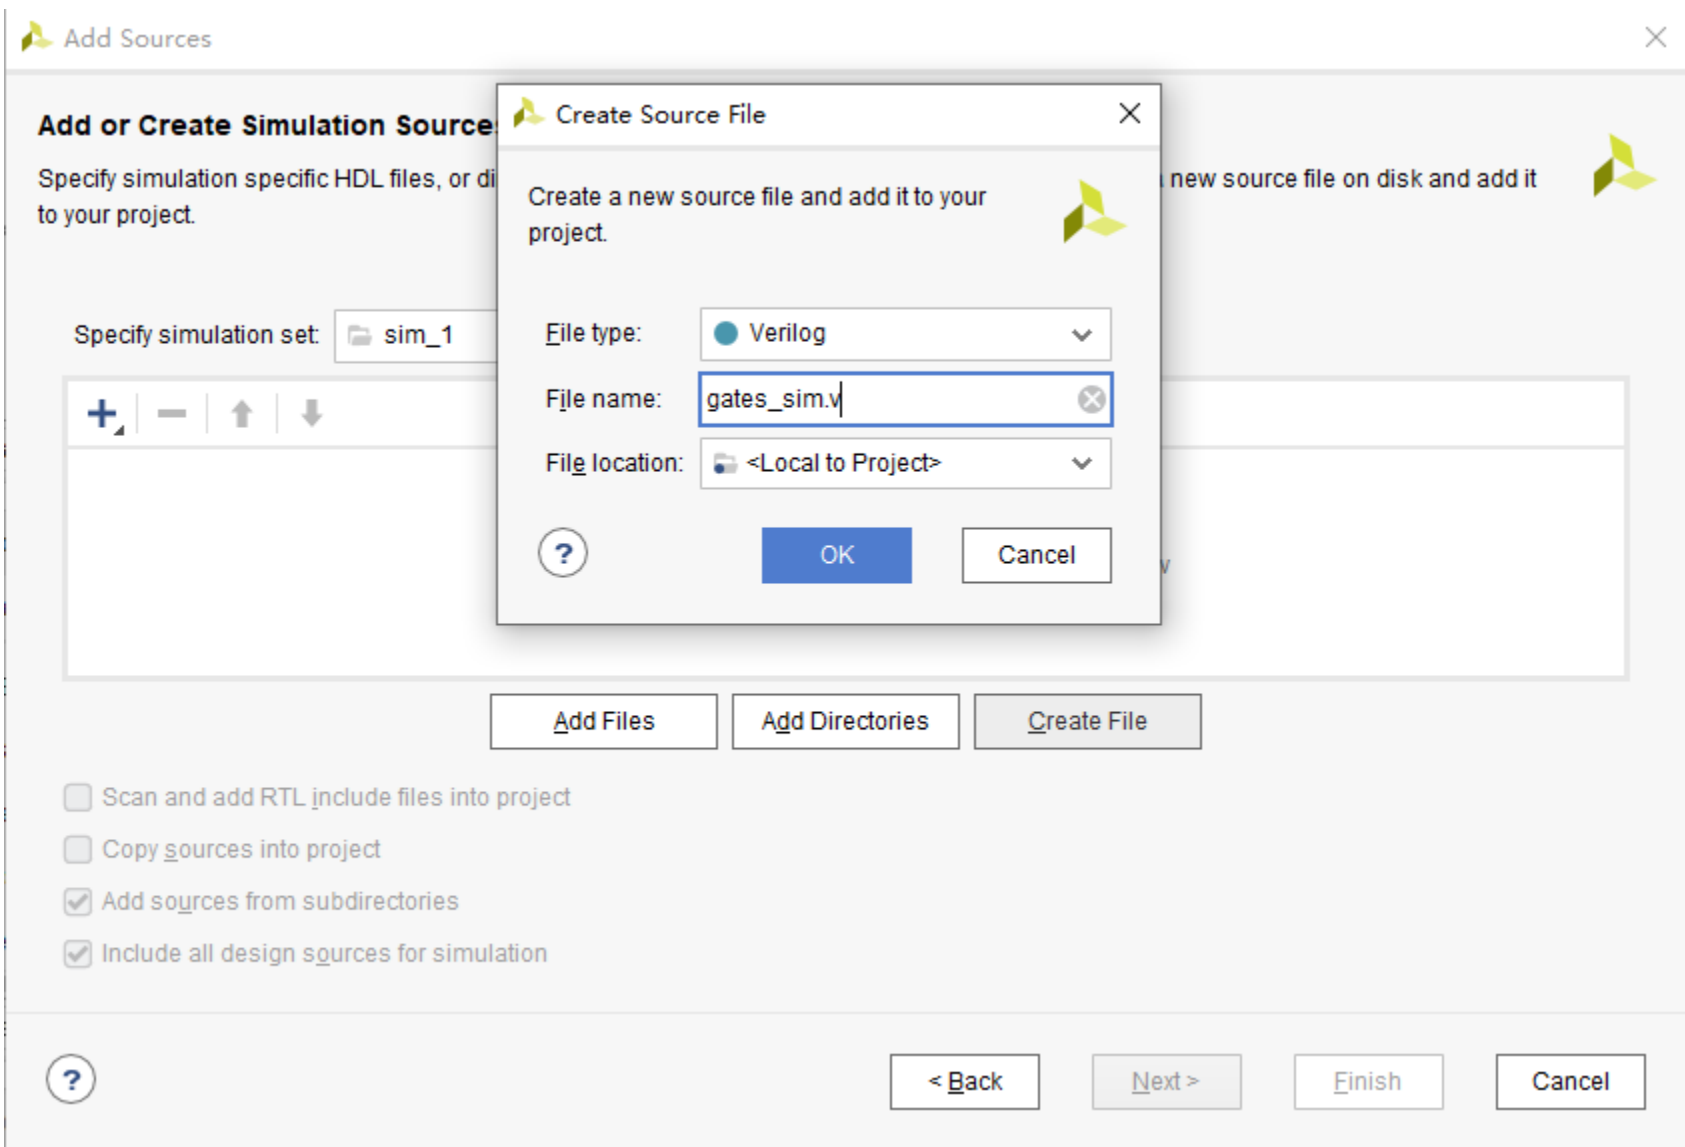 Add Sources
Add or Create Simulation Source
Specify simulation specific HDL files, or di
new source file on disk and add it
to your project.
Create Source File
Create a new source file and add it to your
project.
File type:
Verilog
File name:
gates_sim.v
File location:
<Local to Project>
?
OK
Cancel
Specify simulation set:
sim_1
Add Files
Add Directories
Create File
Scan and add RTL include files into project
Copy sources into project
Add sources from subdirectories
Include all design sources for simulation
?
< Back
Next >
Finish
Cancel